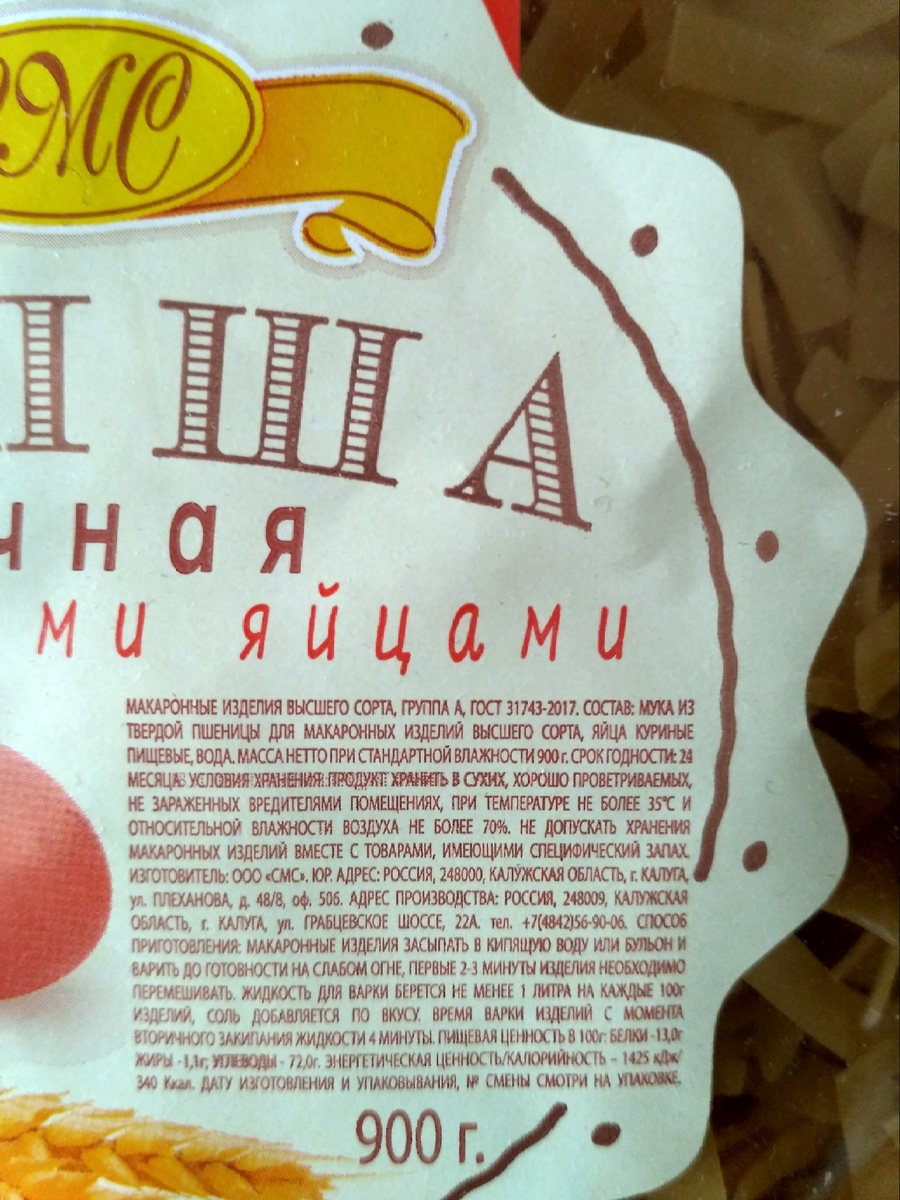 МС
ША
чная
ми яйцами
МАКАРОННЫЕ ИЗДЕЛИЯ ВЫСШЕГО СОРТА, ГРУППА А, ГОСТ 31743-2017. СОСТАВ: МУКА ИЗ
ТВЕРДОЙ ПШЕНИЦЫ ДЛЯ МАКАРОННЫХ ИЗДЕЛИЙ ВЫСШЕГО СОРТА, ЯЙЦА КУРИНЫЕ
ПИЩЕВЫЕ, ВОДА. МАССА НЕТТО ПРИ СТАНДАРТНОЙ ВЛАЖНОСТИ 900 г. СРОК ГОДНОСТИ: 24
МЕСЯЦА. УСЛОВИЯ ХРАНЕНИЯ: ПРОДУКТ ХРАНИТЬ В СУХИХ, ХОРОШО ПРОВЕТРИВАЕМЫХ,
НЕ ЗАРАЖЕННЫХ ВРЕДИТЕЛЯМИ ПОМЕЩЕНИЯХ, ПРИ ТЕМПЕРАТУРЕ НЕ БОЛЕЕ 35°С И
ОТНОСИТЕЛЬНОЙ ВЛАЖНОСТИ ВОЗДУХА НЕ БОЛЕЕ 70%. НЕ ДОПУСКАТЬ ХРАНЕНИЯ
МАКАРОННЫХ ИЗДЕЛИЙ ВМЕСТЕ С ТОВАРАМИ, ИМЕЮЩИМИ СПЕЦИФИЧЕСКИЙ ЗАПАХ.
ИЗГОТОВИТЕЛЬ: ООО «СМС». ЮР. АДРЕС: РОССИЯ, 248000, КАЛУЖСКАЯ ОБЛАСТЬ, г. КАЛУГА,
ул. ПЛЕХАНОВА, д. 48/8, оф. 506. АДРЕС ПРОИЗВОДСТВА: РОССИЯ, 248009, КАЛУЖСКАЯ
ОБЛАСТЬ, г. КАЛУГА, ул. ГРАБЦЕВСКОЕ ШОССЕ, 22А. тел. +7(4842)56-90-06. СПОСОБ
ПРИГОТОВЛЕНИЯ: МАКАРОННЫЕ ИЗДЕЛИЯ ЗАСЫПАТЬ В КИПЯЩУЮ ВОДУ ИЛИ БУЛЬОН И
ВАРИТЬ ДО ГОТОВНОСТИ НА СЛАБОМ ОГНЕ, ПЕРВЫЕ 2-3 МИНУТЫ ИЗДЕЛИЯ НЕОБХОДИМО
ПЕРЕМЕШИВАТЬ. ЖИДКОСТЬ ДЛЯ ВАРКИ БЕРЕТСЯ НЕ МЕНЕЕ 1 ЛИТРА НА КАЖДЫЕ 100г
ИЗДЕЛИЙ, СОЛЬ ДОБАВЛЯЕТСЯ ПО ВКУСУ. ВРЕМЯ ВАРКИ ИЗДЕЛИЙ С МОМЕНТА
ВТОРИЧНОГО ЗАКИПАНИЯ ЖИДКОСТИ 4 МИНУТЫ. ПИЩЕВАЯ ЦЕННОСТЬ В 100г: БЕЛКИ -13,0г
ЖИРЫ -1,1г; УГЛЕВОДЫ - 72,0г. ЭНЕРГЕТИЧЕСКАЯ ЦЕННОСТЬ/КАЛОРИЙНОСТЬ – 1425 кДж/
340 Ккал. ДАТУ ИЗГОТОВЛЕНИЯ И УПАКОВЫВАНИЯ, № СМЕНЫ СМОТРИ НА УПАКОВКЕ.
900 г.